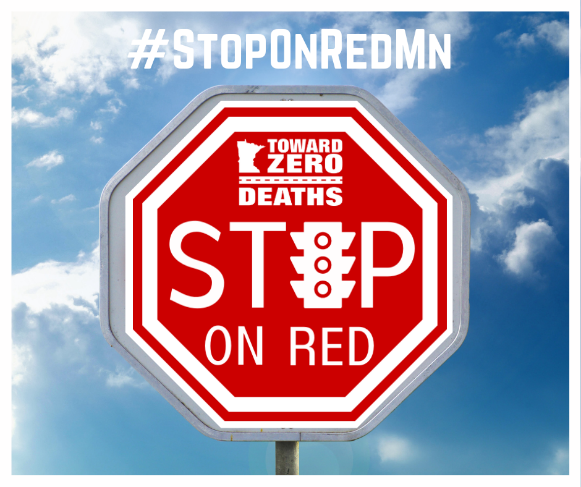 #StopOnRedMn
TOWARD
ZERO
DEATHS
STOP
ON RED